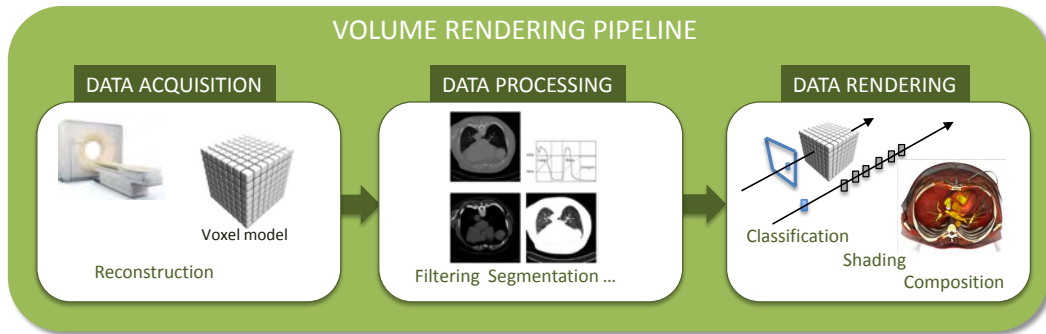 VOLUME RENDERING PIPELINE
DATA ACQUISITION
Voxel model
Reconstruction
DATA PROCESSING
Filtering Segmentation ...
DATA RENDERING
Classification
Shading
Composition